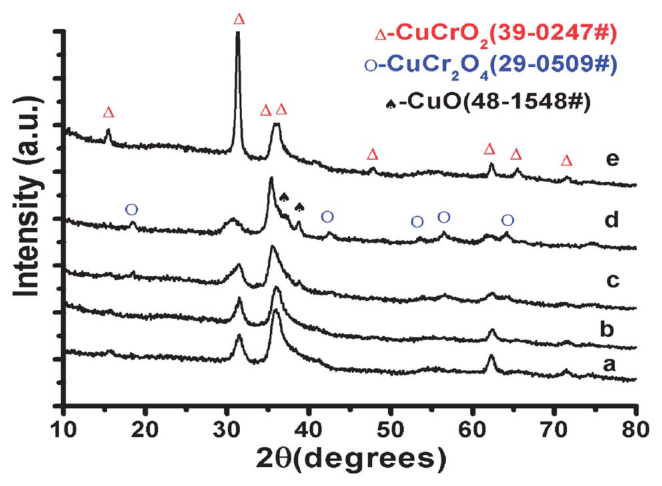 Δ-CuCrO₂(39-0247#)
O-CuCr₂O₄(29-0509#)
♠-CuO(48-1548#)
Intensity (a.u.)
e
d
c
b
a
10 20 30 40 50 60 70 80
2θ(degrees)